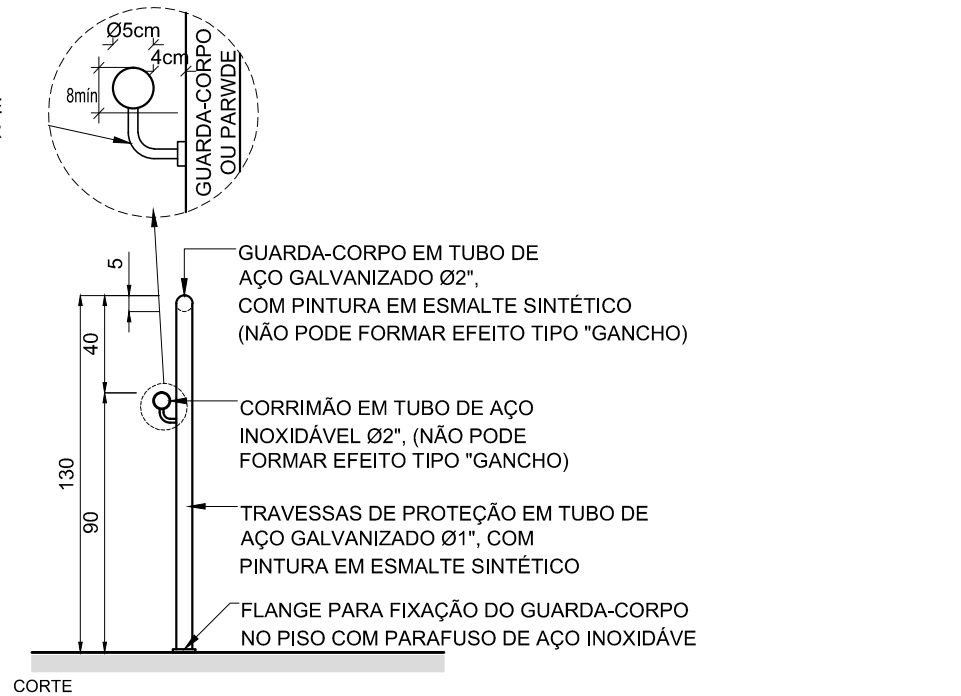 Ø5cm
4cm
8mín
GUARDA-CORPO
OU PARWDE
GUARDA-CORPO EM TUBO DE
AÇO GALVANIZADO Ø2",
COM PINTURA EM ESMALTE SINTÉTICO
(NÃO PODE FORMAR EFEITO TIPO "GANCHO)
5
40
CORRIMÃO EM TUBO DE AÇO
INOXIDÁVEL Ø2", (NÃO PODE
FORMAR EFEITO TIPO "GANCHO)
130
90
TRAVESSAS DE PROTEÇÃO EM TUBO DE
AÇO GALVANIZADO Ø1", COM
PINTURA EM ESMALTE SINTÉTICO
FLANGE PARA FIXAÇÃO DO GUARDA-CORPO
NO PISO COM PARAFUSO DE AÇO INOXIDÁVE
CORTE